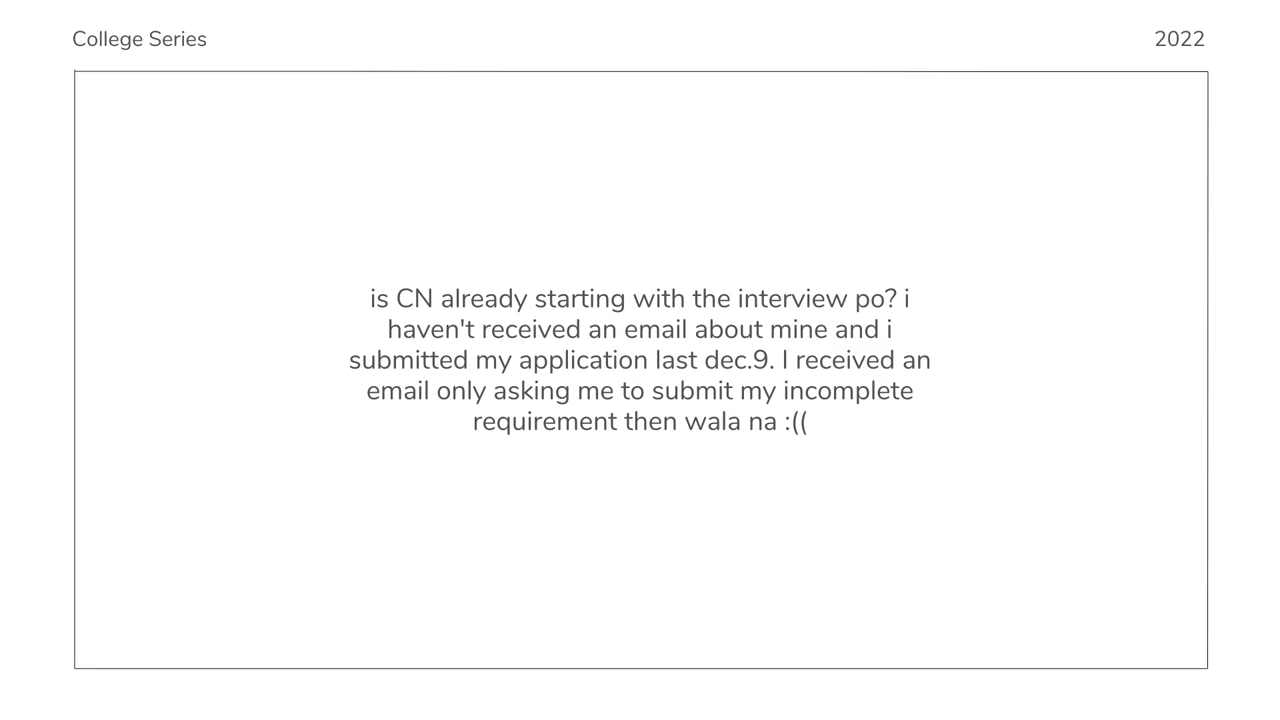 College Series
2022
is CN already starting with the interview po? i
haven't received an email about mine and i
submitted my application last dec.9. I received an
email only asking me to submit my incomplete
requirement then wala na :((